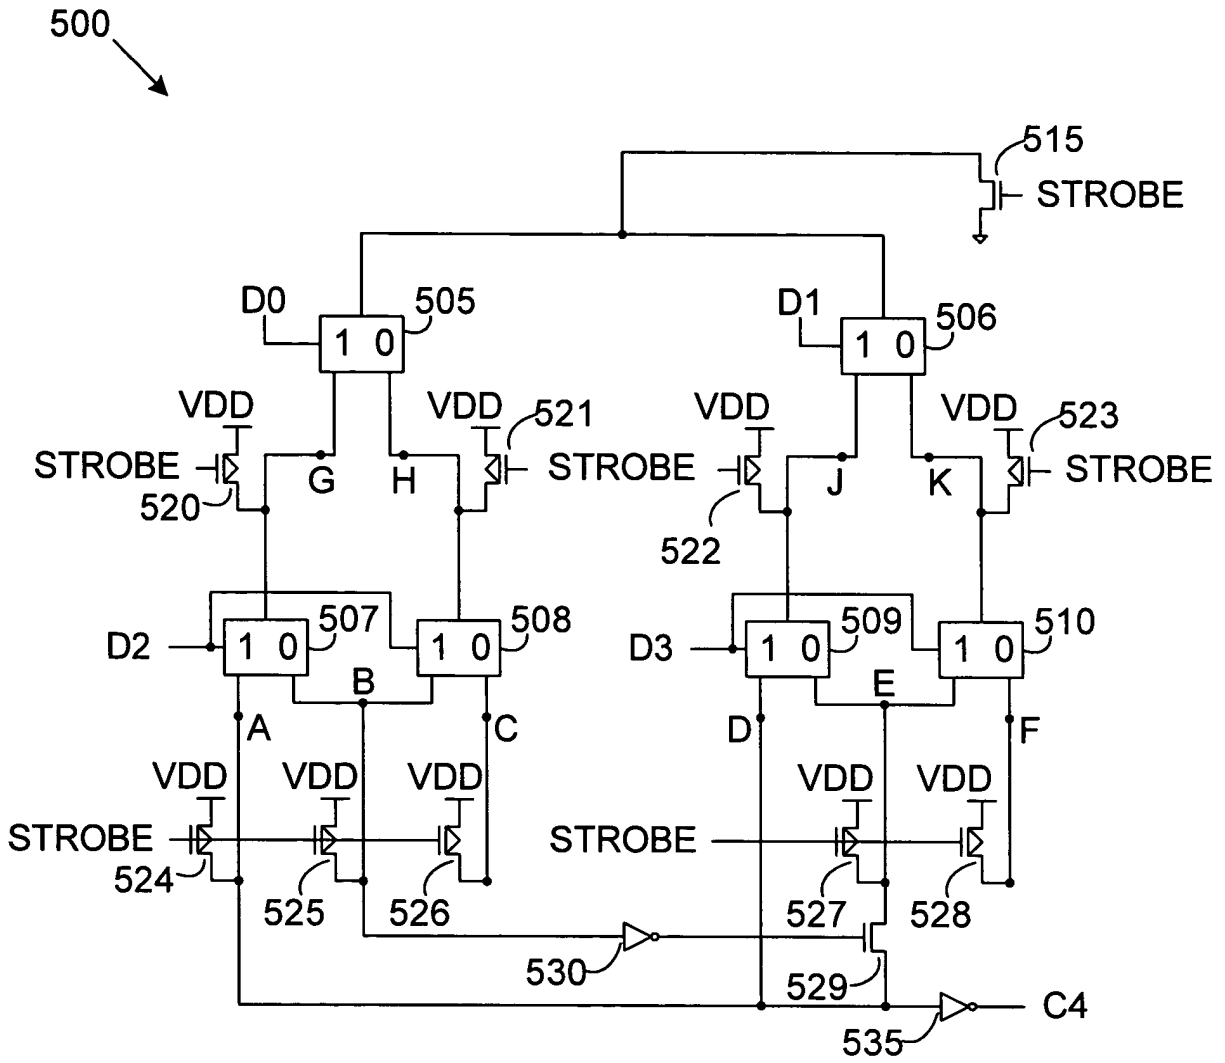 500
515
STROBE
D0
505
1 0
D1
506
1 0
VDD
521
VDD
VDD
VDD
523
STROBE
G
H
STROBE
J
K
STROBE
520
522
D2
507
1 0
508
1 0
D3
509
1 0
510
1 0
B
E
A
C
D
F
VDD
VDD
VDD
VDD
VDD
STROBE
STROBE
524
525
526
527
528
530
529
535
C4